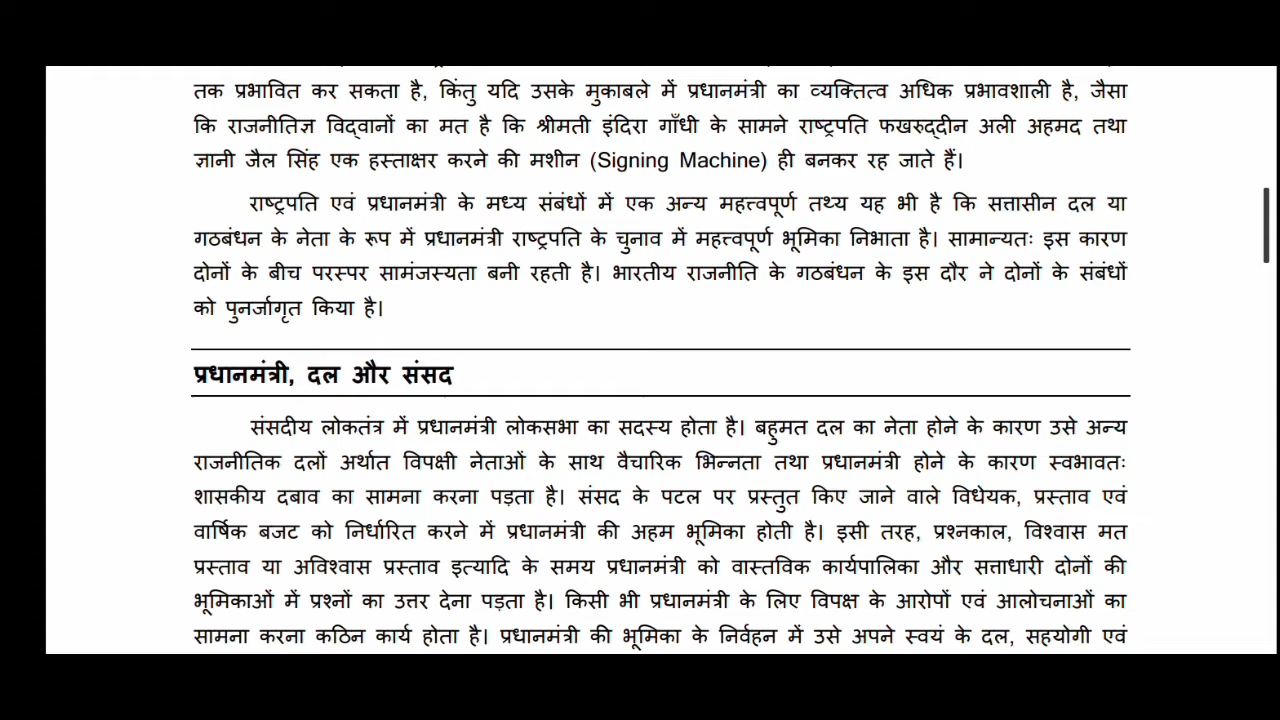 तक प्रभावित कर सकता है, किंतु यदि उसके मुकाबले में प्रधानमंत्री का व्यक्तित्व अधिक प्रभावशाली है, जैसा
कि राजनीतिज्ञ विद्वानों का मत है कि श्रीमती इंदिरा गाँधी के सामने राष्ट्रपति फखरुद्दीन अली अहमद तथा
ज्ञानी जैल सिंह एक हस्ताक्षर करने की मशीन (Signing Machine) ही बनकर रह जाते हैं।
राष्ट्रपति एवं प्रधानमंत्री के मध्य संबंधों में एक अन्य महत्त्वपूर्ण तथ्य यह भी है कि सत्तासीन दल या
गठबंधन के नेता के रूप में प्रधानमंत्री राष्ट्रपति के चुनाव में महत्त्वपूर्ण भूमिका निभाता है। सामान्यतः इस कारण
दोनों के बीच परस्पर सामंजस्यता बनी रहती है। भारतीय राजनीति के गठबंधन के इस दौर ने दोनों के संबंधों
को पुनर्जागृत किया है।
प्रधानमंत्री, दल और संसद
संसदीय लोकतंत्र में प्रधानमंत्री लोकसभा का सदस्य होता है। बहुमत दल का नेता होने के कारण उसे अन्य
राजनीतिक दलों अर्थात विपक्षी नेताओं के साथ वैचारिक भिन्नता तथा प्रधानमंत्री होने के कारण स्वभावतः
शासकीय दबाव का सामना करना पड़ता है। संसद के पटल पर प्रस्तुत किए जाने वाले विधेयक, प्रस्ताव एवं
वार्षिक बजट को निर्धारित करने में प्रधानमंत्री की अहम भूमिका होती है। इसी तरह, प्रश्नकाल, विश्वास मत
प्रस्ताव या अविश्वास प्रस्ताव इत्यादि के समय प्रधानमंत्री को वास्तविक कार्यपालिका और सत्ताधारी दोनों की
भूमिकाओं में प्रश्नों का उत्तर देना पड़ता है। किसी भी प्रधानमंत्री के लिए विपक्ष के आरोपों एवं आलोचनाओं का
सामना करना कठिन कार्य होता है। प्रधानमंत्री की भूमिका के निर्वहन में उसे अपने स्वयं के दल, सहयोगी एवं